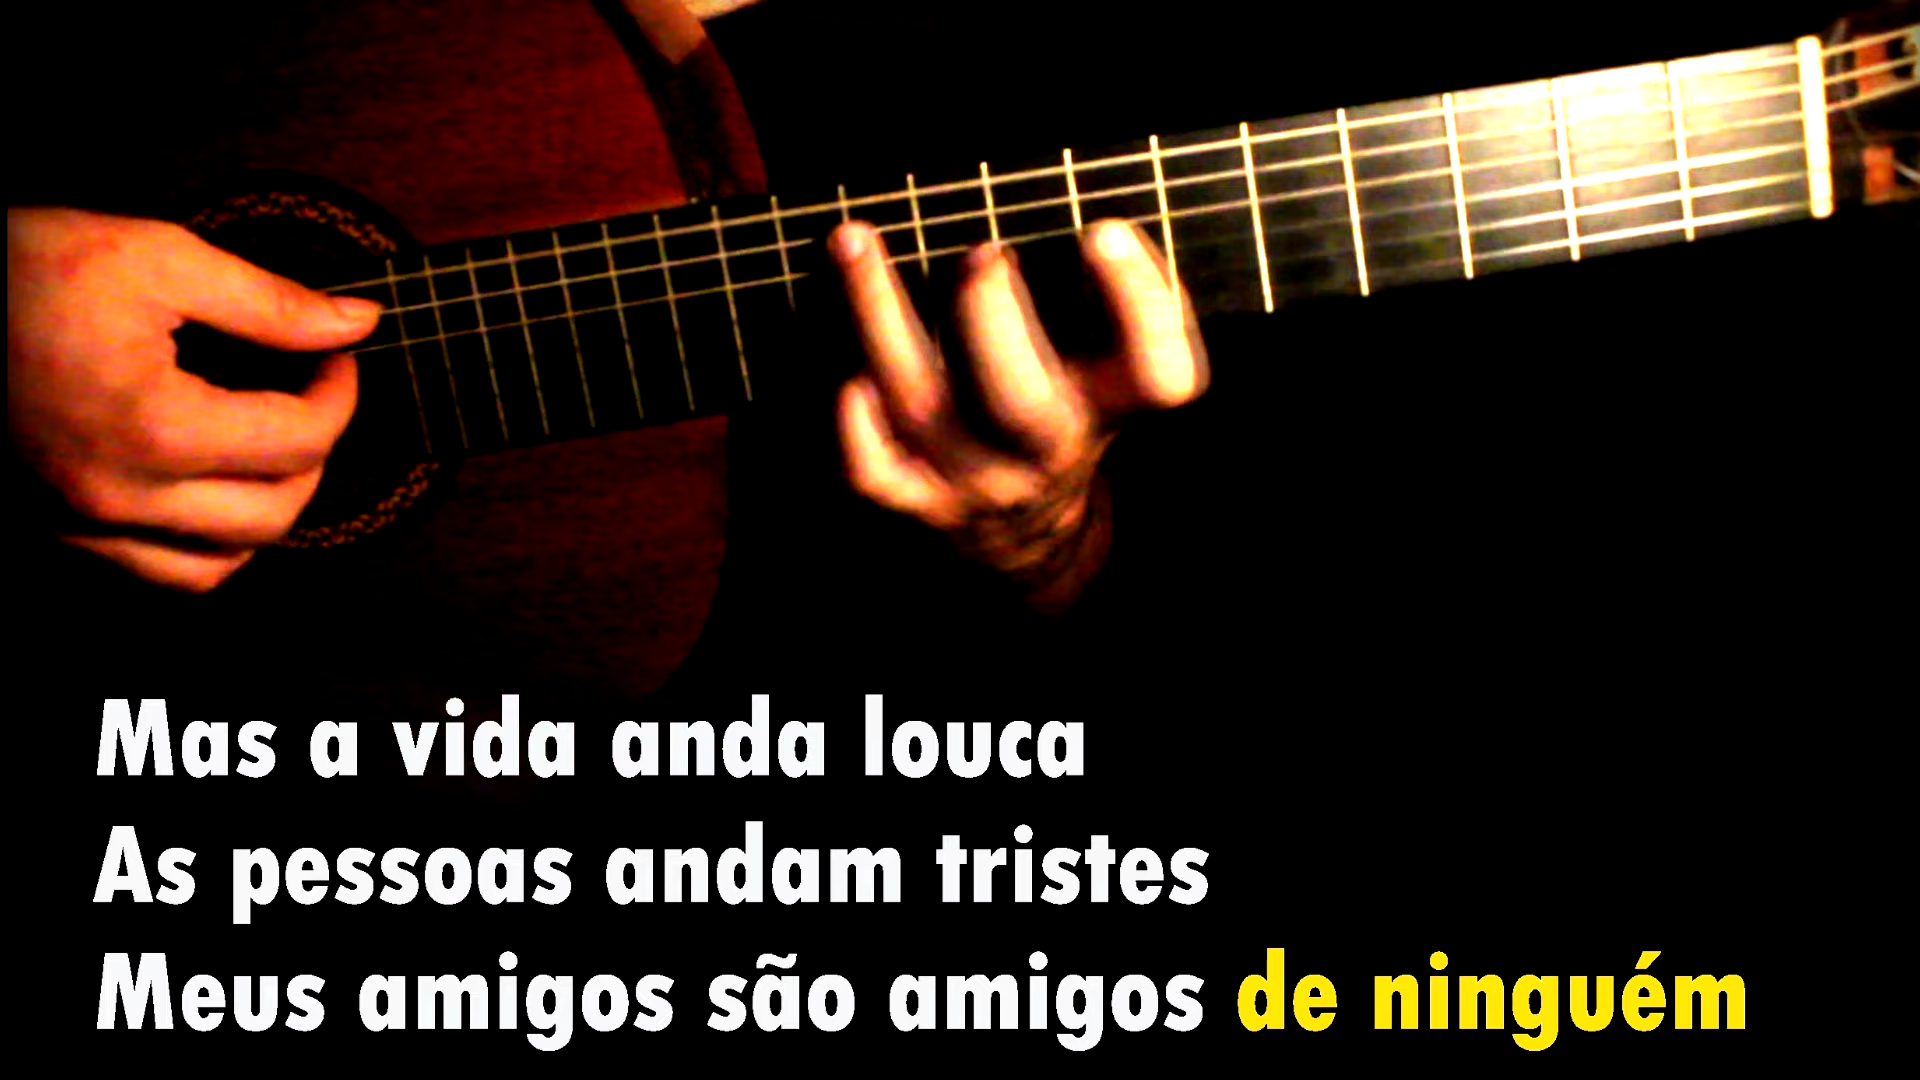 Mas a vida anda louca
As pessoas andam tristes
Meus amigos são amigos de ninguém